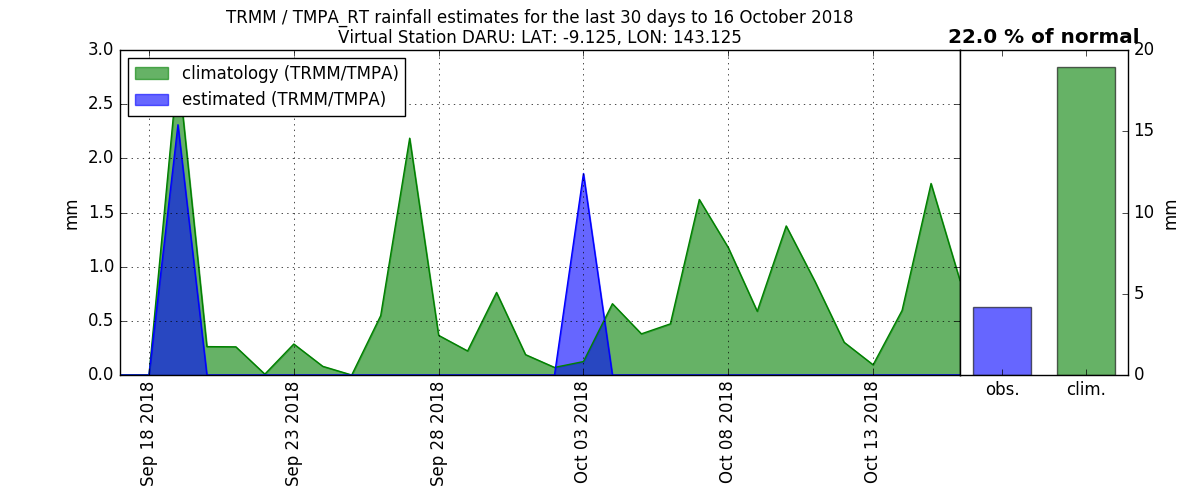 TRMM / TMPA_RT rainfall estimates for the last 30 days to 16 October 2018
Virtual Station DARU: LAT: -9.125, LON: 143.125
22.0 % of normal
climatology (TRMM/TMPA)
estimated (TRMM/TMPA)
3.0
2.5
2.0
1.5
1.0
0.5
0.0
mm
Sep 18 2018
Sep 23 2018
Sep 28 2018
Oct 03 2018
Oct 08 2018
Oct 13 2018
20
15
10
5
0
mm
obs.
clim.